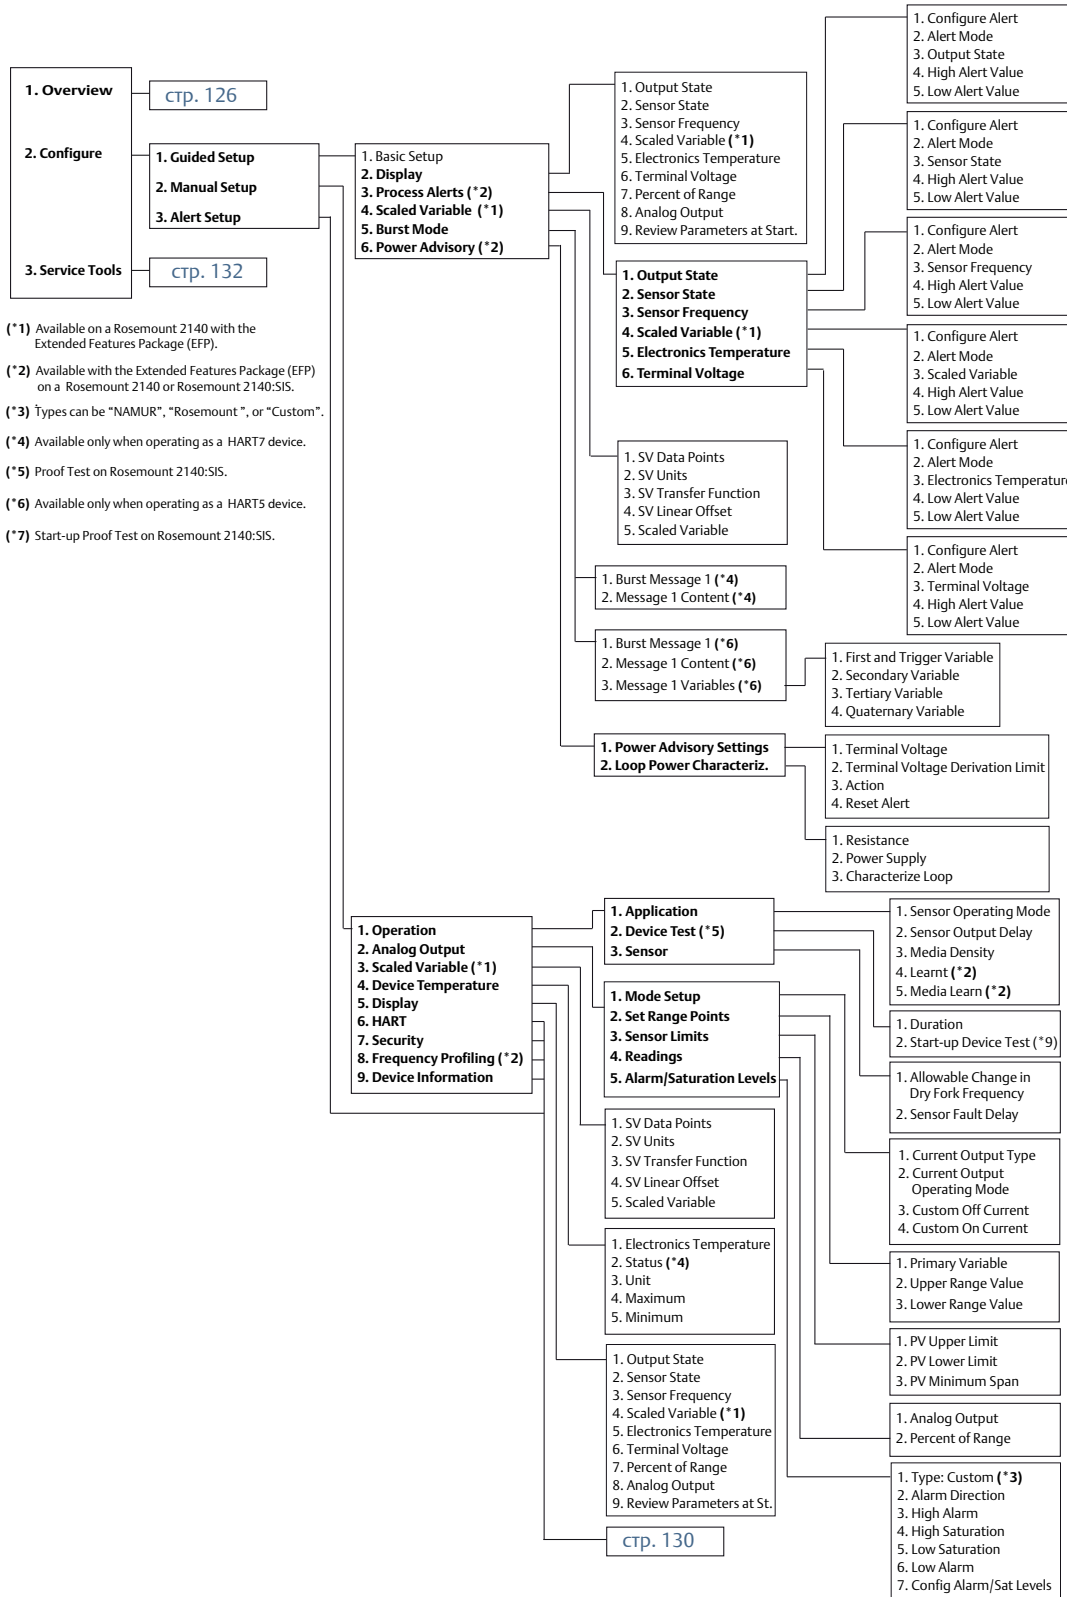 1. Overview
стр. 126
2. Configure
3. Service Tools
стр. 132
1. Guided Setup
2. Manual Setup
3. Alert Setup
(*1) Available on a Rosemount 2140 with the
Extended Features Package (EFP).
(*2) Available with the Extended Features Package (EFP)
on a Rosemount 2140 or Rosemount 2140:SIS.
(*3) Types can be “NAMUR”, “Rosemount ”, or “Custom”.
(*4) Available only when operating as a HART7 device.
(*5) Proof Test on Rosemount 2140:SIS.
(*6) Available only when operating as a HART5 device.
(*7) Start-up Proof Test on Rosemount 2140:SIS.
1. Basic Setup
2. Display
3. Process Alerts (*2)
4. Scaled Variable (*1)
5. Burst Mode
6. Power Advisory (*2)
1. Output State
2. Sensor State
3. Sensor Frequency
4. Scaled Variable (*1)
5. Electronics Temperature
6. Terminal Voltage
7. Percent of Range
8. Analog Output
9. Review Parameters at Start.
1. Output State
2. Sensor State
3. Sensor Frequency
4. Scaled Variable (*1)
5. Electronics Temperature
6. Terminal Voltage
1. Configure Alert
2. Alert Mode
3. Output State
4. High Alert Value
5. Low Alert Value
1. Configure Alert
2. Alert Mode
3. Sensor State
4. High Alert Value
5. Low Alert Value
1. Configure Alert
2. Alert Mode
3. Sensor Frequency
4. High Alert Value
5. Low Alert Value
1. Configure Alert
2. Alert Mode
3. Scaled Variable
4. High Alert Value
5. Low Alert Value
1. Configure Alert
2. Alert Mode
3. Electronics Temperature
4. Low Alert Value
5. Low Alert Value
1. Configure Alert
2. Alert Mode
3. Terminal Voltage
4. High Alert Value
5. Low Alert Value
1. SV Data Points
2. SV Units
3. SV Transfer Function
4. SV Linear Offset
5. Scaled Variable
1. Burst Message 1 (*4)
2. Message 1 Content (*4)
1. Burst Message 1 (*6)
2. Message 1 Content (*6)
3. Message 1 Variables (*6)
1. First and Trigger Variable
2. Secondary Variable
3. Tertiary Variable
4. Quaternary Variable
1. Power Advisory Settings
2. Loop Power Characteriz.
1. Terminal Voltage
2. Terminal Voltage Derivation Limit
3. Action
4. Reset Alert
1. Resistance
2. Power Supply
3. Characterize Loop
1. Operation
2. Analog Output
3. Scaled Variable (*1)
4. Device Temperature
5. Display
6. HART
7. Security
8. Frequency Profiling (*2)
9. Device Information
1. Application
2. Device Test (*5)
3. Sensor
1. Sensor Operating Mode
2. Sensor Output Delay
3. Media Density
4. Learnt (*2)
5. Media Learn (*2)
1. Duration
2. Start-up Device Test (*9)
1. Allowable Change in
Dry Fork Frequency
2. Sensor Fault Delay
1. Mode Setup
2. Set Range Points
3. Sensor Limits
4. Readings
5. Alarm/Saturation Levels
1. Current Output Type
2. Current Output
Operating Mode
3. Custom Off Current
4. Custom On Current
1. Primary Variable
2. Upper Range Value
3. Lower Range Value
1. PV Upper Limit
2. PV Lower Limit
3. PV Minimum Span
1. Analog Output
2. Percent of Range
1. Type: Custom (*3)
2. Alarm Direction
3. High Alarm
4. High Saturation
5. Low Saturation
6. Low Alarm
7. Config Alarm/Sat Levels
1. SV Data Points
2. SV Units
3. SV Transfer Function
4. SV Linear Offset
5. Scaled Variable
1. Electronics Temperature
2. Status (*4)
3. Unit
4. Maximum
5. Minimum
1. Output State
2. Sensor State
3. Sensor Frequency
4. Scaled Variable (*1)
5. Electronics Temperature
6. Terminal Voltage
7. Percent of Range
8. Analog Output
9. Review Parameters at St.
стр. 130